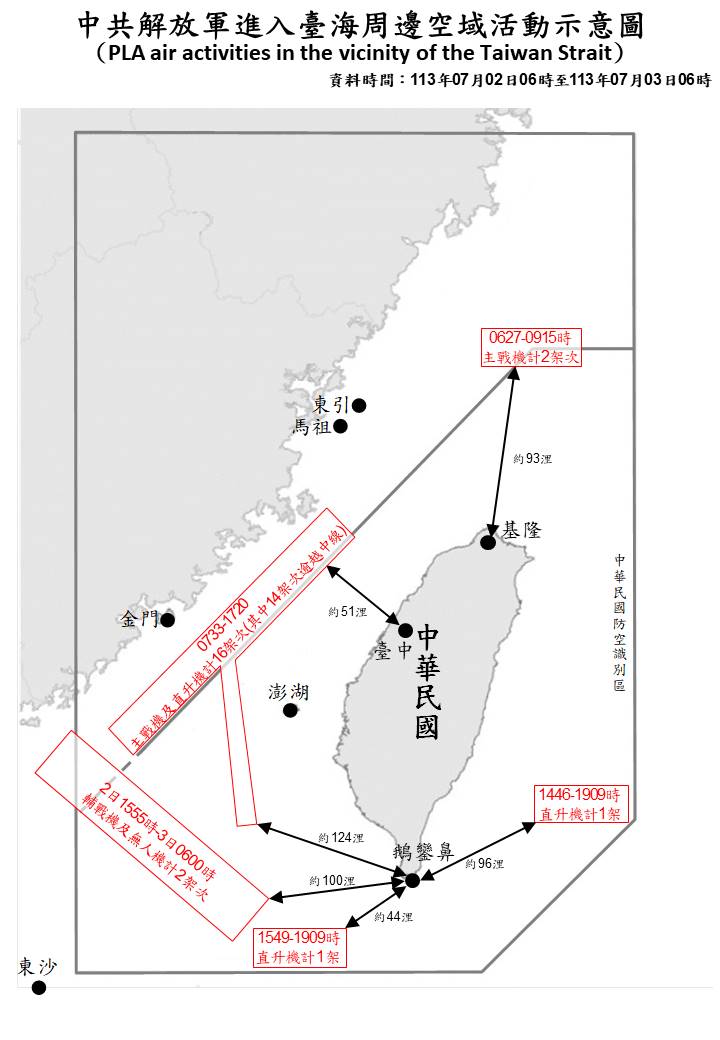 中共解放軍進入臺海周邊空域活動示意圖
（PLA air activities in the vicinity of the Taiwan Strait）
資料時間：113年07月02日06時至113年07月03日06時
0627-0915時
主戰機計2架次
東引
馬祖
約93浬
基隆
中華民國防空識別區
0733-1720
主戰機及直升機計16架次(其中14架次逾越中線)
約51浬
金門
臺中
中華民國
澎湖
2日1555時-3日0600時
輔戰機及無人機計2架次
1446-1909時
直升機計1架
約124浬
鵝鑾鼻
約96浬
約100浬
約44浬
1549-1909時
直升機計1架
東沙